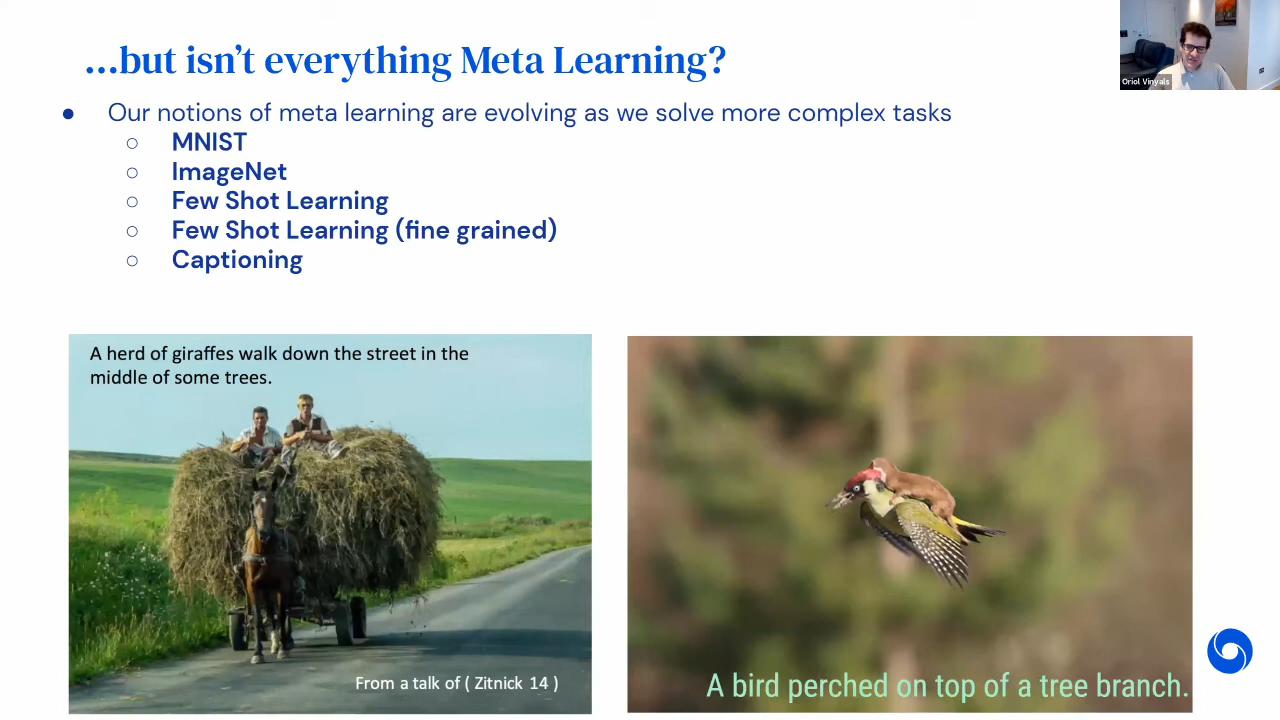 ...but isn't everything Meta Learning?
Oriol Vinyals
● Our notions of meta learning are evolving as we solve more complex tasks
○ MNIST
○ ImageNet
○ Few Shot Learning
○ Few Shot Learning (fine grained)
○ Captioning
A herd of giraffes walk down the street in the
middle of some trees.
From a talk of ( Zitnick 14 )
A bird perched on top of a tree branch.